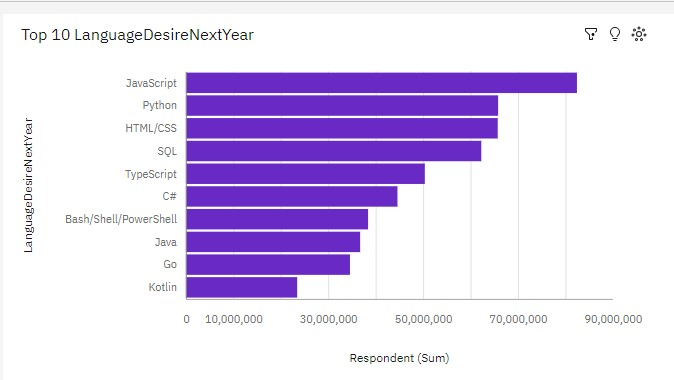 Top 10 LanguageDesireNextYear
LanguageDesireNextYear
JavaScript
Python
HTML/CSS
SQL
TypeScript
C#
Bash/Shell/PowerShell
Java
Go
Kotlin
0 10,000,000 30,000,000 50,000,000 70,000,000 90,000,000
Respondent (Sum)